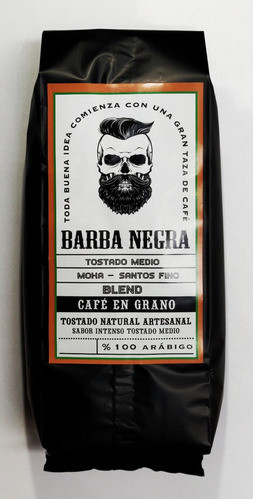 TODA BUENA IDEA COMIENZA CON UNA GRAN TAZA DE CAFÉ
BARBA NEGRA
TOSTADO MEDIO
MOKA - SANTOS FINO
BLEND
CAFÉ EN GRANO
TOSTADO NATURAL ARTESANAL
SABOR INTENSO TOSTADO MEDIO
% 100 ARÁBIGO